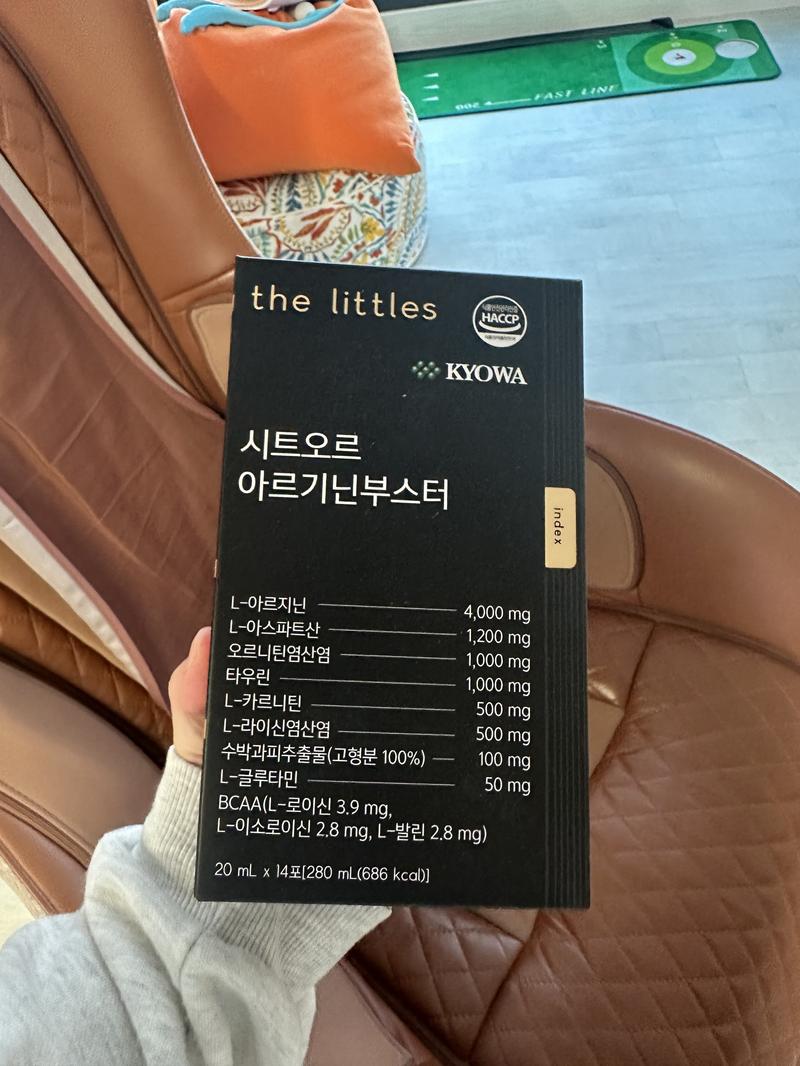 FAST LINE
the littles
HACCP
KYOWA
시트오르
아르기닌부스터
index
L-아르지닌 4,000 mg
L-아스파트산 1,200 mg
오르니틴염산염 1,000 mg
타우린 1,000 mg
L-카르니틴 500 mg
L-라이신염산염 500 mg
수박과피추출물(고형분 100%) 100 mg
L-글루타민 50 mg
BCAA(L-로이신 3.9 mg,
L-이소로이신 2.8 mg, L-발린 2.8 mg)
20 mL x 14포[280 mL(686 kcal)]